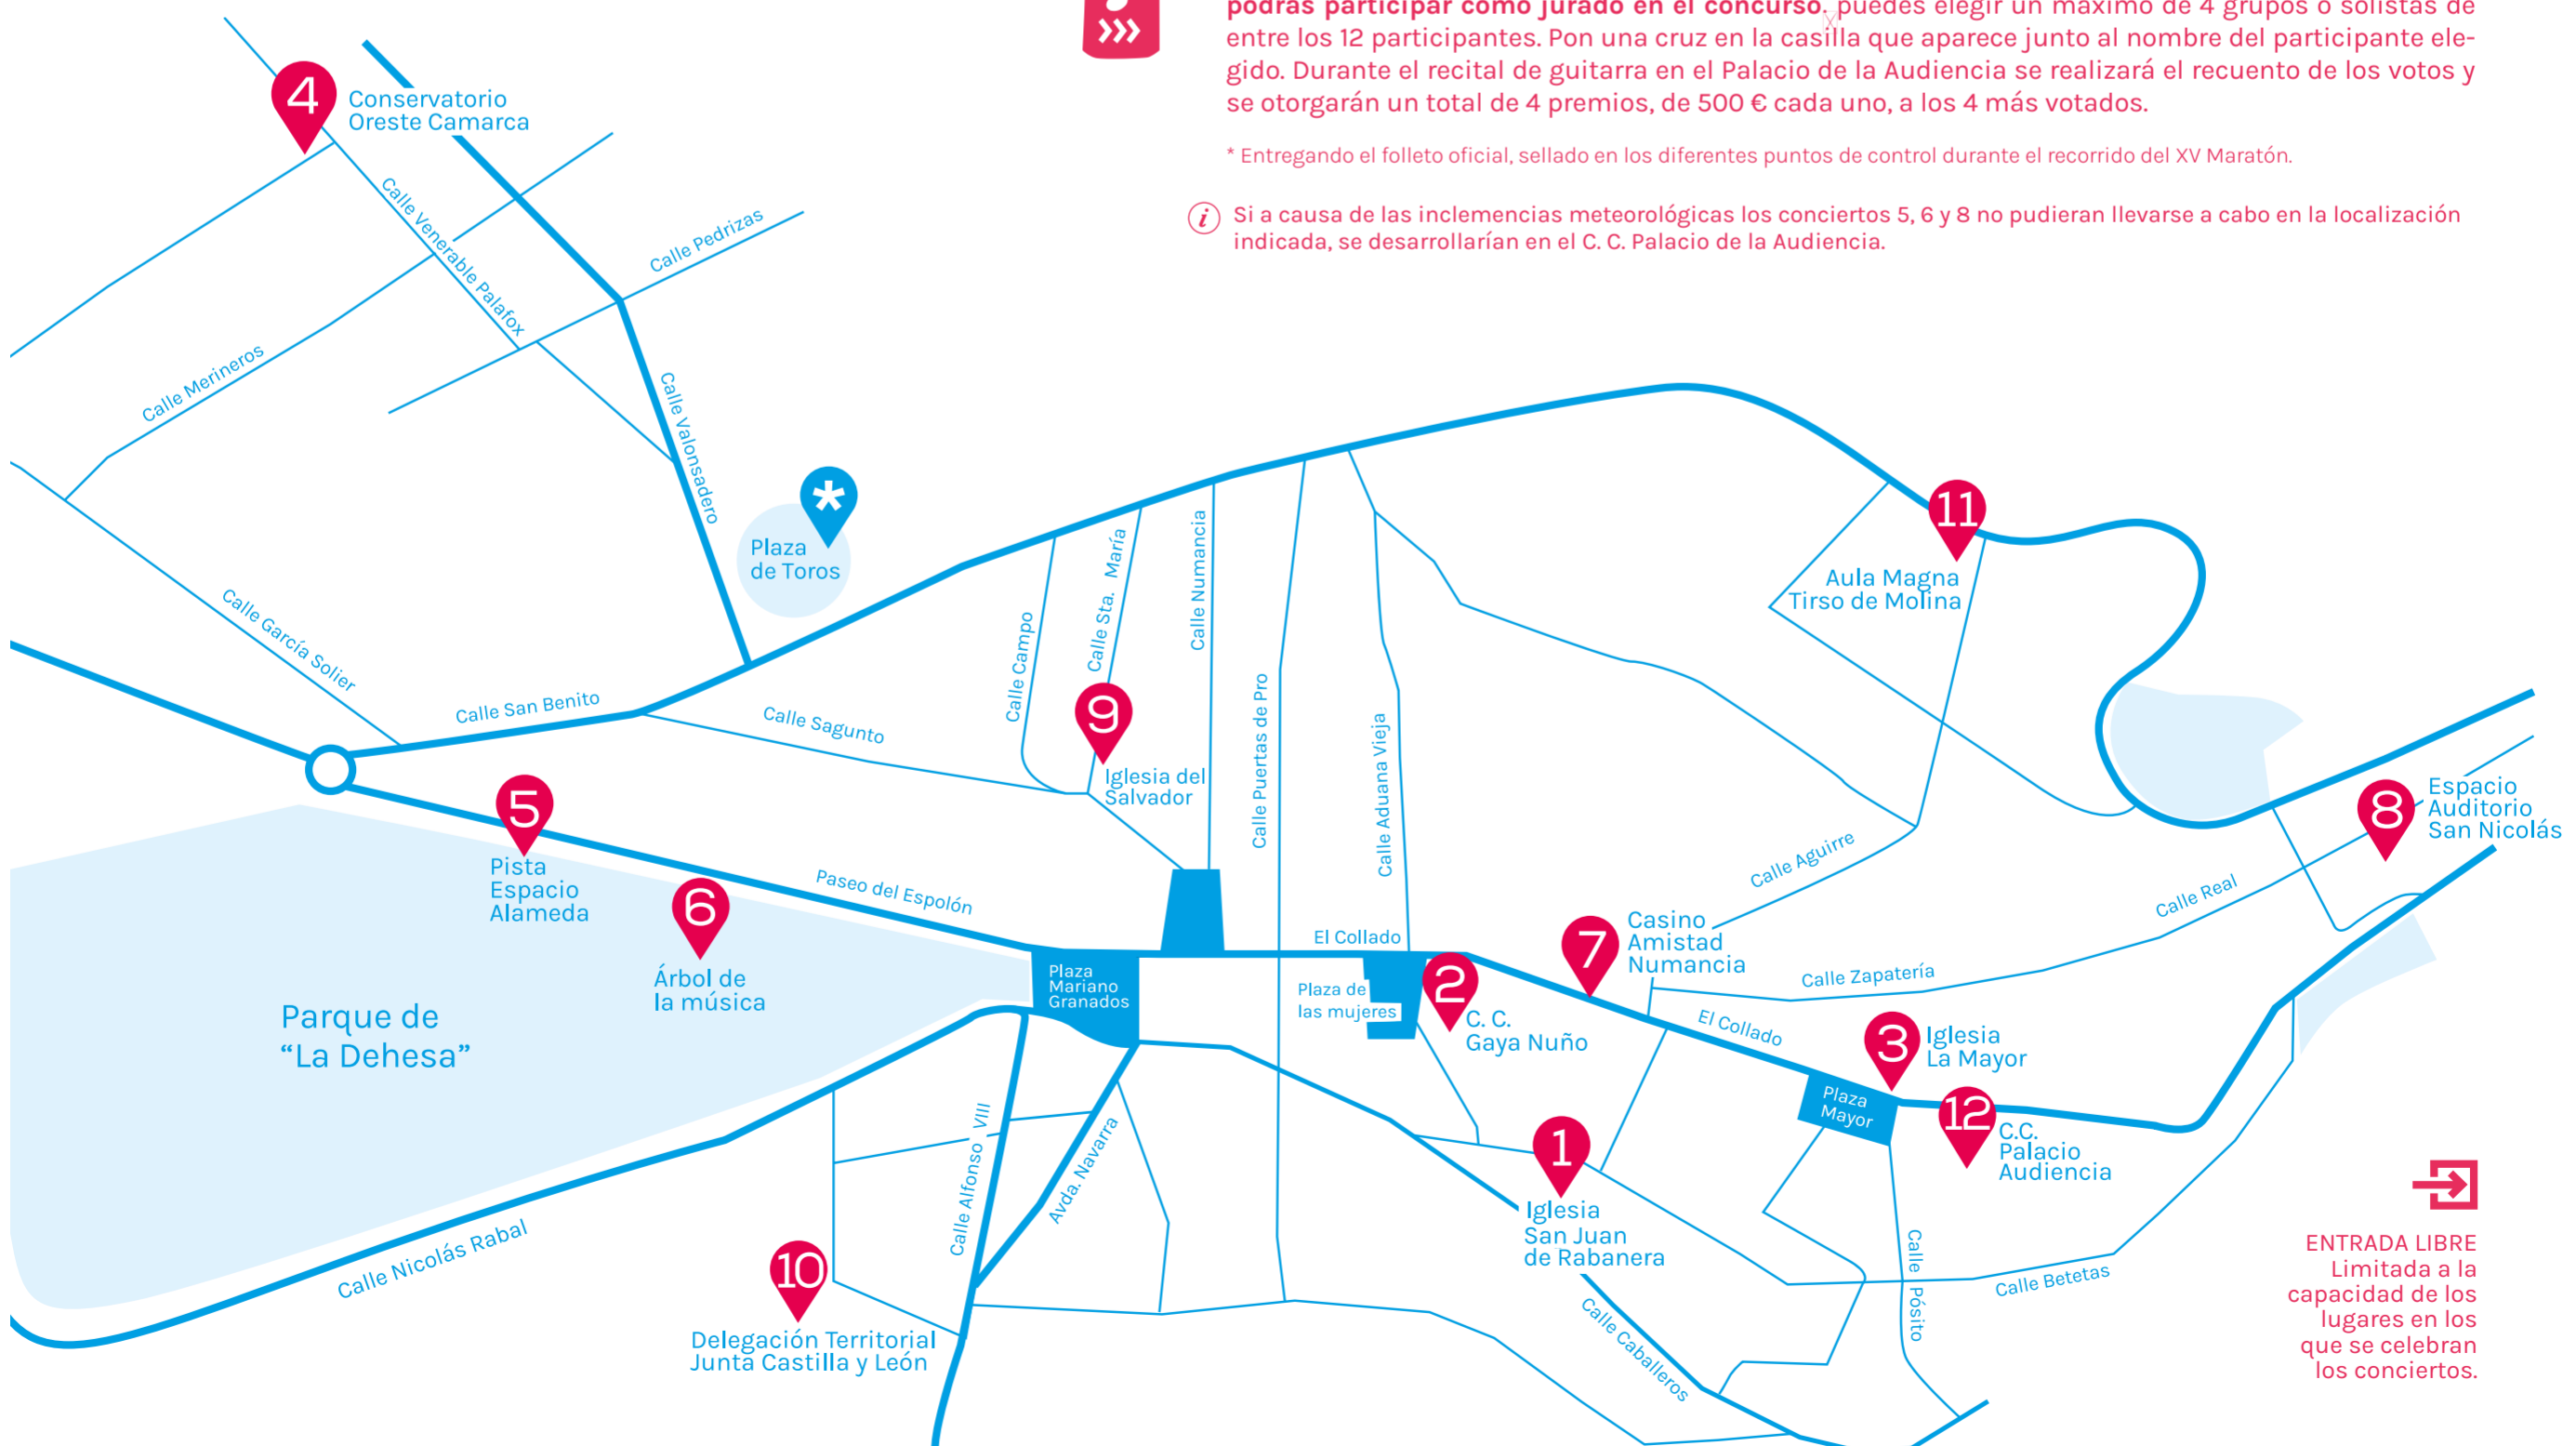 podrás participar como jurado en el concurso. puedes elegir un máximo de 4 grupos o solistas de
entre los 12 participantes. Pon una cruz en la casilla que aparece junto al nombre del participante ele-
gido. Durante el recital de guitarra en el Palacio de la Audiencia se realizará el recuento de los votos y
se otorgarán un total de 4 premios, de 500 € cada uno, a los 4 más votados.
* Entregando el folleto oficial, sellado en los diferentes puntos de control durante el recorrido del XV Maratón.
i Si a causa de las inclemencias meteorológicas los conciertos 5, 6 y 8 no pudieran llevarse a cabo en la localización
indicada, se desarrollarían en el C. C. Palacio de la Audiencia.
4
Conservatorio
Oreste Camarca
Calle Venerable Palafox
Calle Pedrizas
Calle Merineros
Calle Valonsadero
*
Plaza
de Toros
11
Aula Magna
Tirso de Molina
Calle García Solier
Calle San Benito
Calle Sagunto
Calle Campo
Calle Sta. María
Calle Numancia
9
Iglesia del
Salvador
Calle Puertas de Pro
Calle Aduana Vieja
Calle Aguirre
8
Espacio
Auditorio
San Nicolás
Calle Real
5
Pista
Espacio
Alameda
6
Árbol de
la música
Paseo del Espolón
El Collado
7
Casino
Amistad
Numancia
Calle Zapatería
Plaza
Mariano
Granados
Plaza de
las mujeres
2
C. C.
Gaya Nuño
El Collado
3
Iglesia
La Mayor
Parque de
“La Dehesa”
Plaza
Mayor
12
C.C.
Palacio
Audiencia
1
Iglesia
San Juan
de Rabanera
Calle Alfonso VIII
Avda. Navarra
Calle Nicolás Rabal
10
Delegación Territorial
Junta Castilla y León
Calle Caballeros
Calle Pósito
Calle Betetas
ENTRADA LIBRE
Limitada a la
capacidad de los
lugares en los
que se celebran
los conciertos.